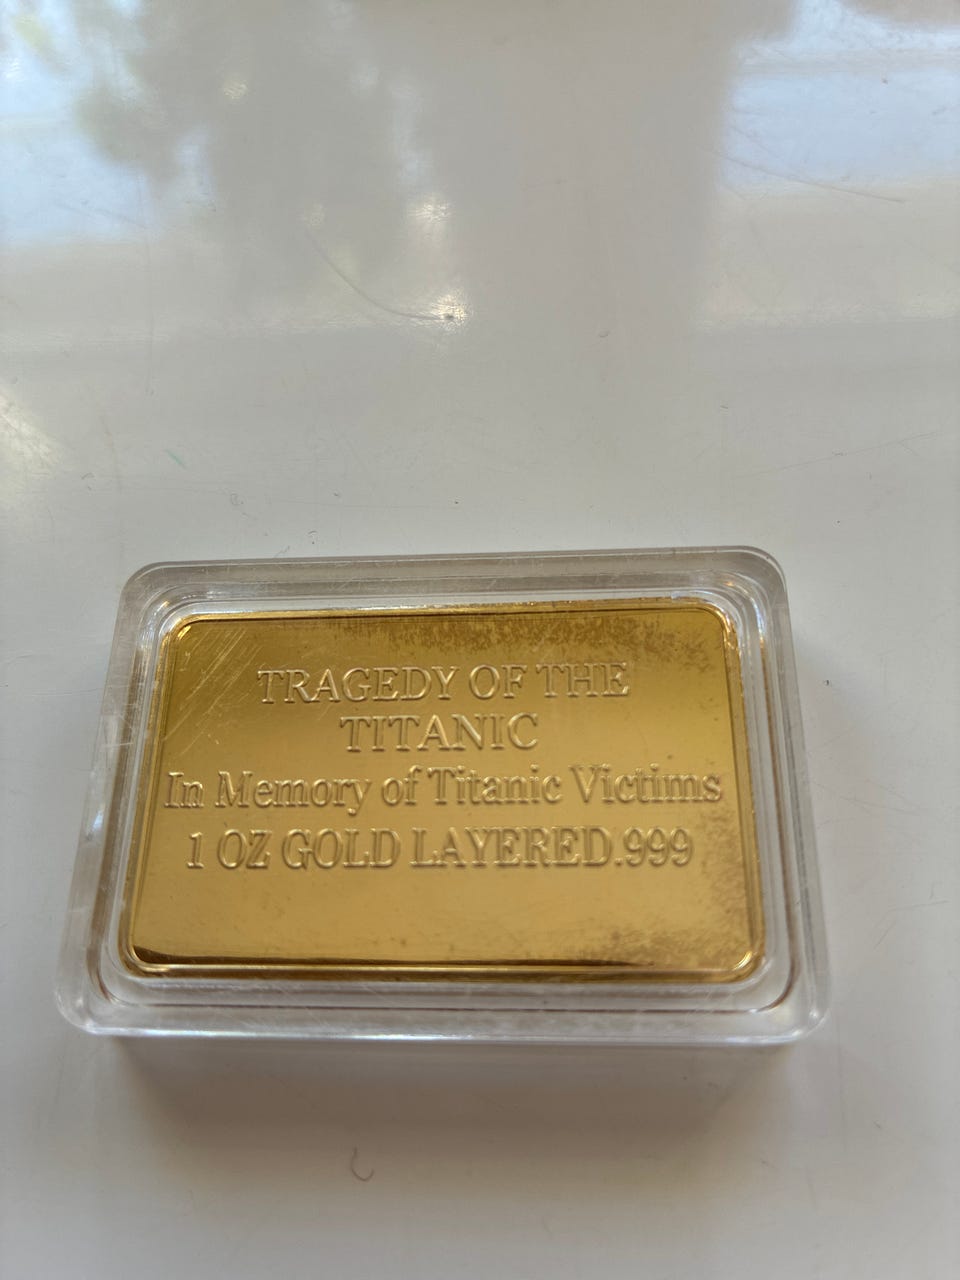 TRAGEDY OF THE
TITANIC
In Memory of Titanic Victims
1 OZ GOLD LAYERED.999